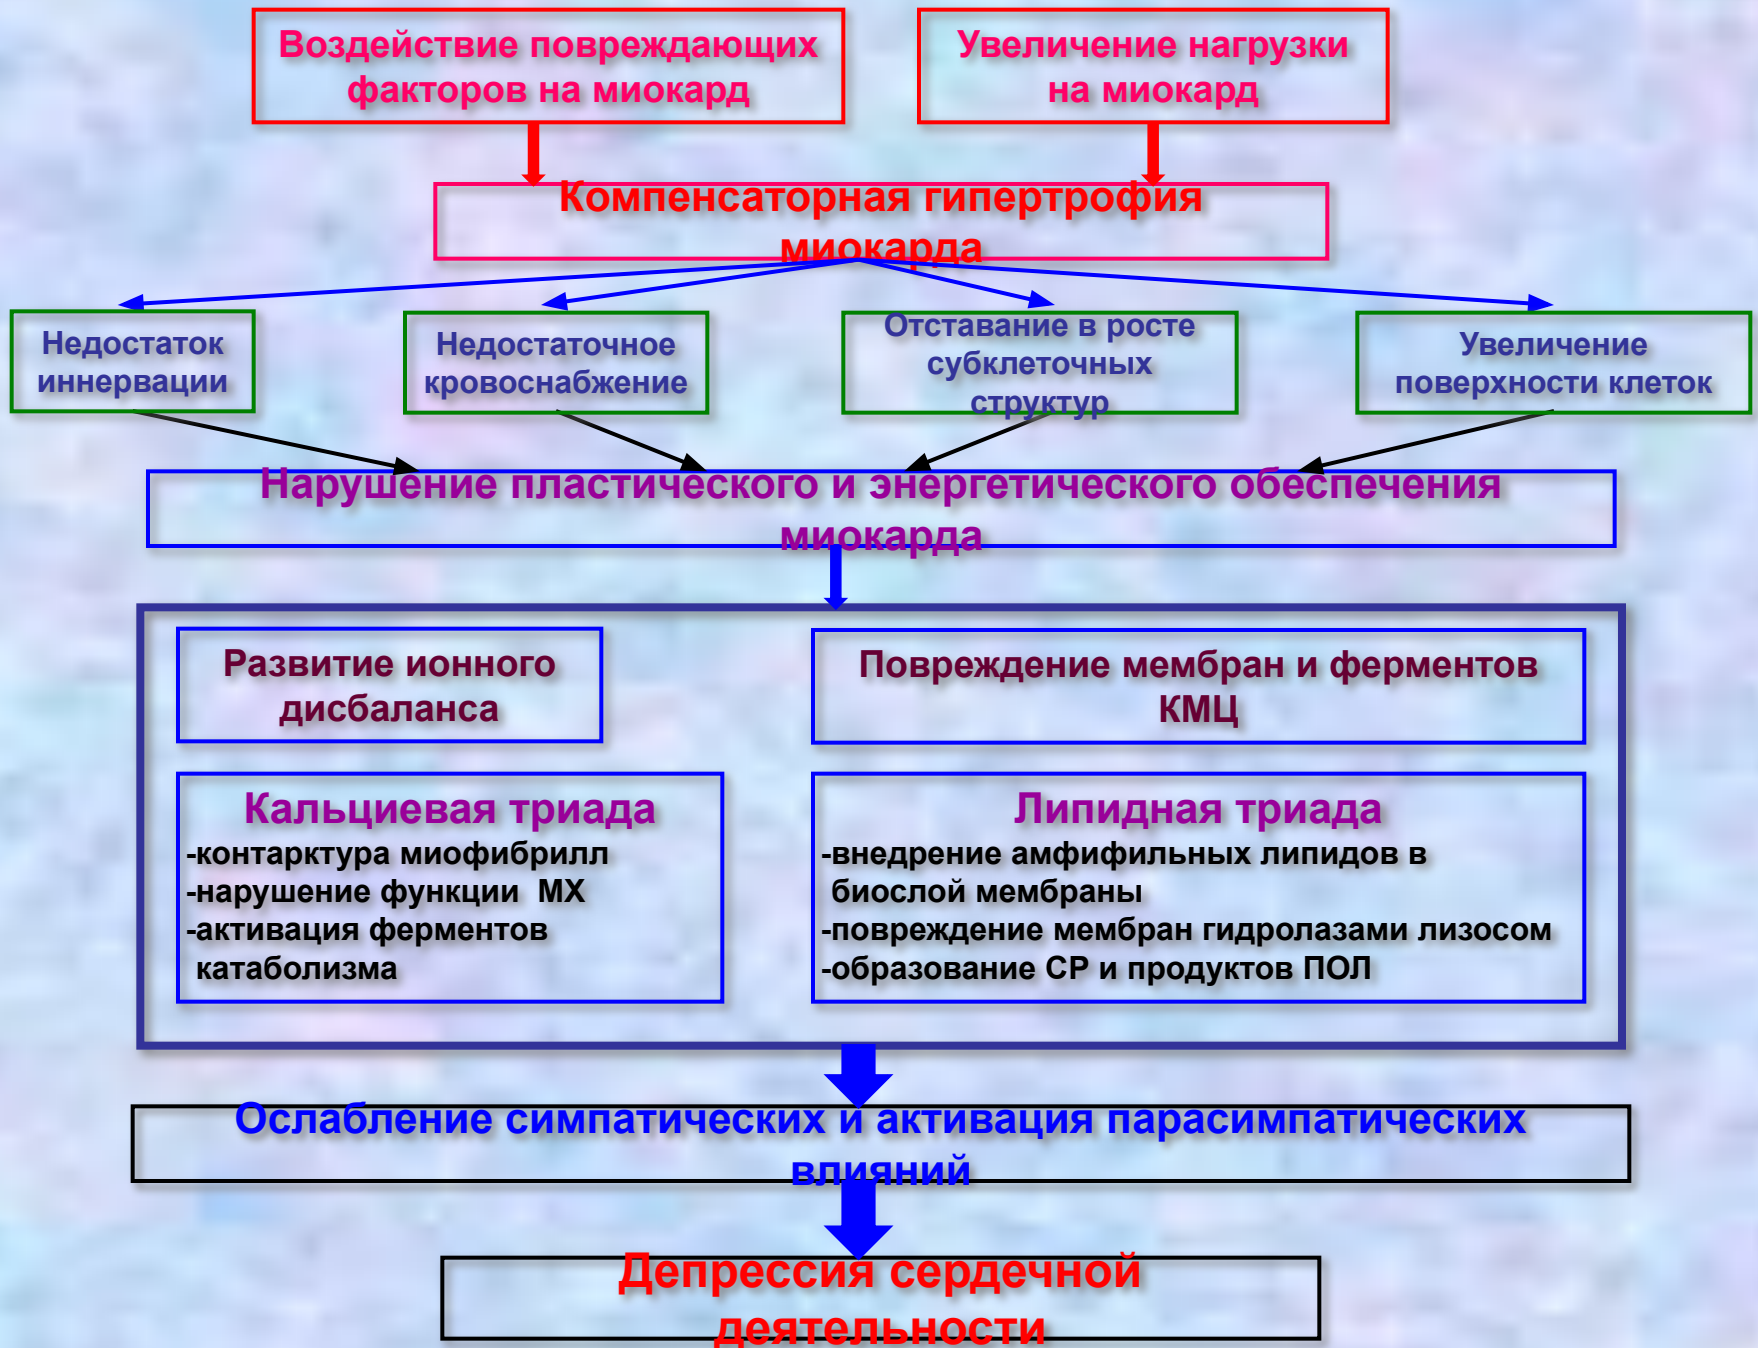 Воздействие повреждающих
факторов на миокард
Увеличение нагрузки
на миокард
Компенсаторная гипертрофия
миокарда
Недостаток
иннервации
Недостаточное
кровоснабжение
Отставание в росте
субклеточных
структур
Увеличение
поверхности клеток
Нарушение пластического и энергетического обеспечения
миокарда
Развитие ионного
дисбаланса
Повреждение мембран и ферментов
КМЦ
Кальциевая триада
-контарктура миофибрилл
-нарушение функции МХ
-активация ферментов
катаболизма
Липидная триада
-внедрение амфифильных липидов в
биослой мембраны
-повреждение мембран гидролазами лизосом
-образование СР и продуктов ПОЛ
Ослабление симпатических и активация парасимпатических
влияний
Депрессия сердечной
деятельности